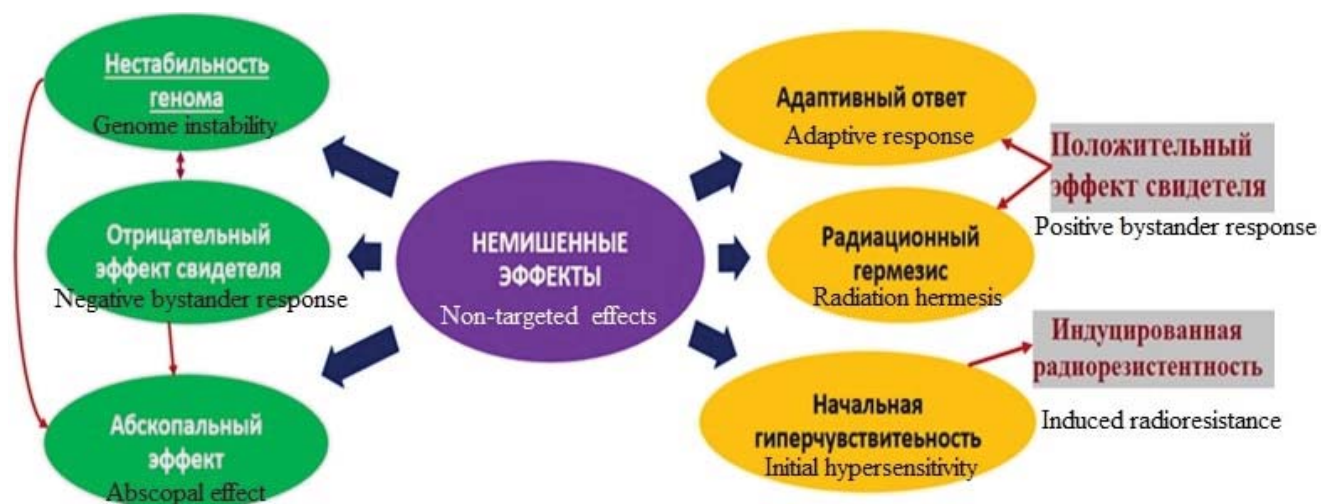 Нестабильность
генома
Genome instability
Отрицательный
эффект свидетеля
Negative bystander response
Абскопальный
эффект
Abscopal effect
НЕМИШЕННЫЕ
ЭФФЕКТЫ
Non-targeted effects
Адаптивный ответ
Adaptive response
Радиационный
гермезис
Radiation hermesis
Начальная
гиперчувствитеьность
Initial hypersensitivity
Положительный
эффект свидетеля
Positive bystander response
Индуцированная
радиорезистентность
Induced radioresistance